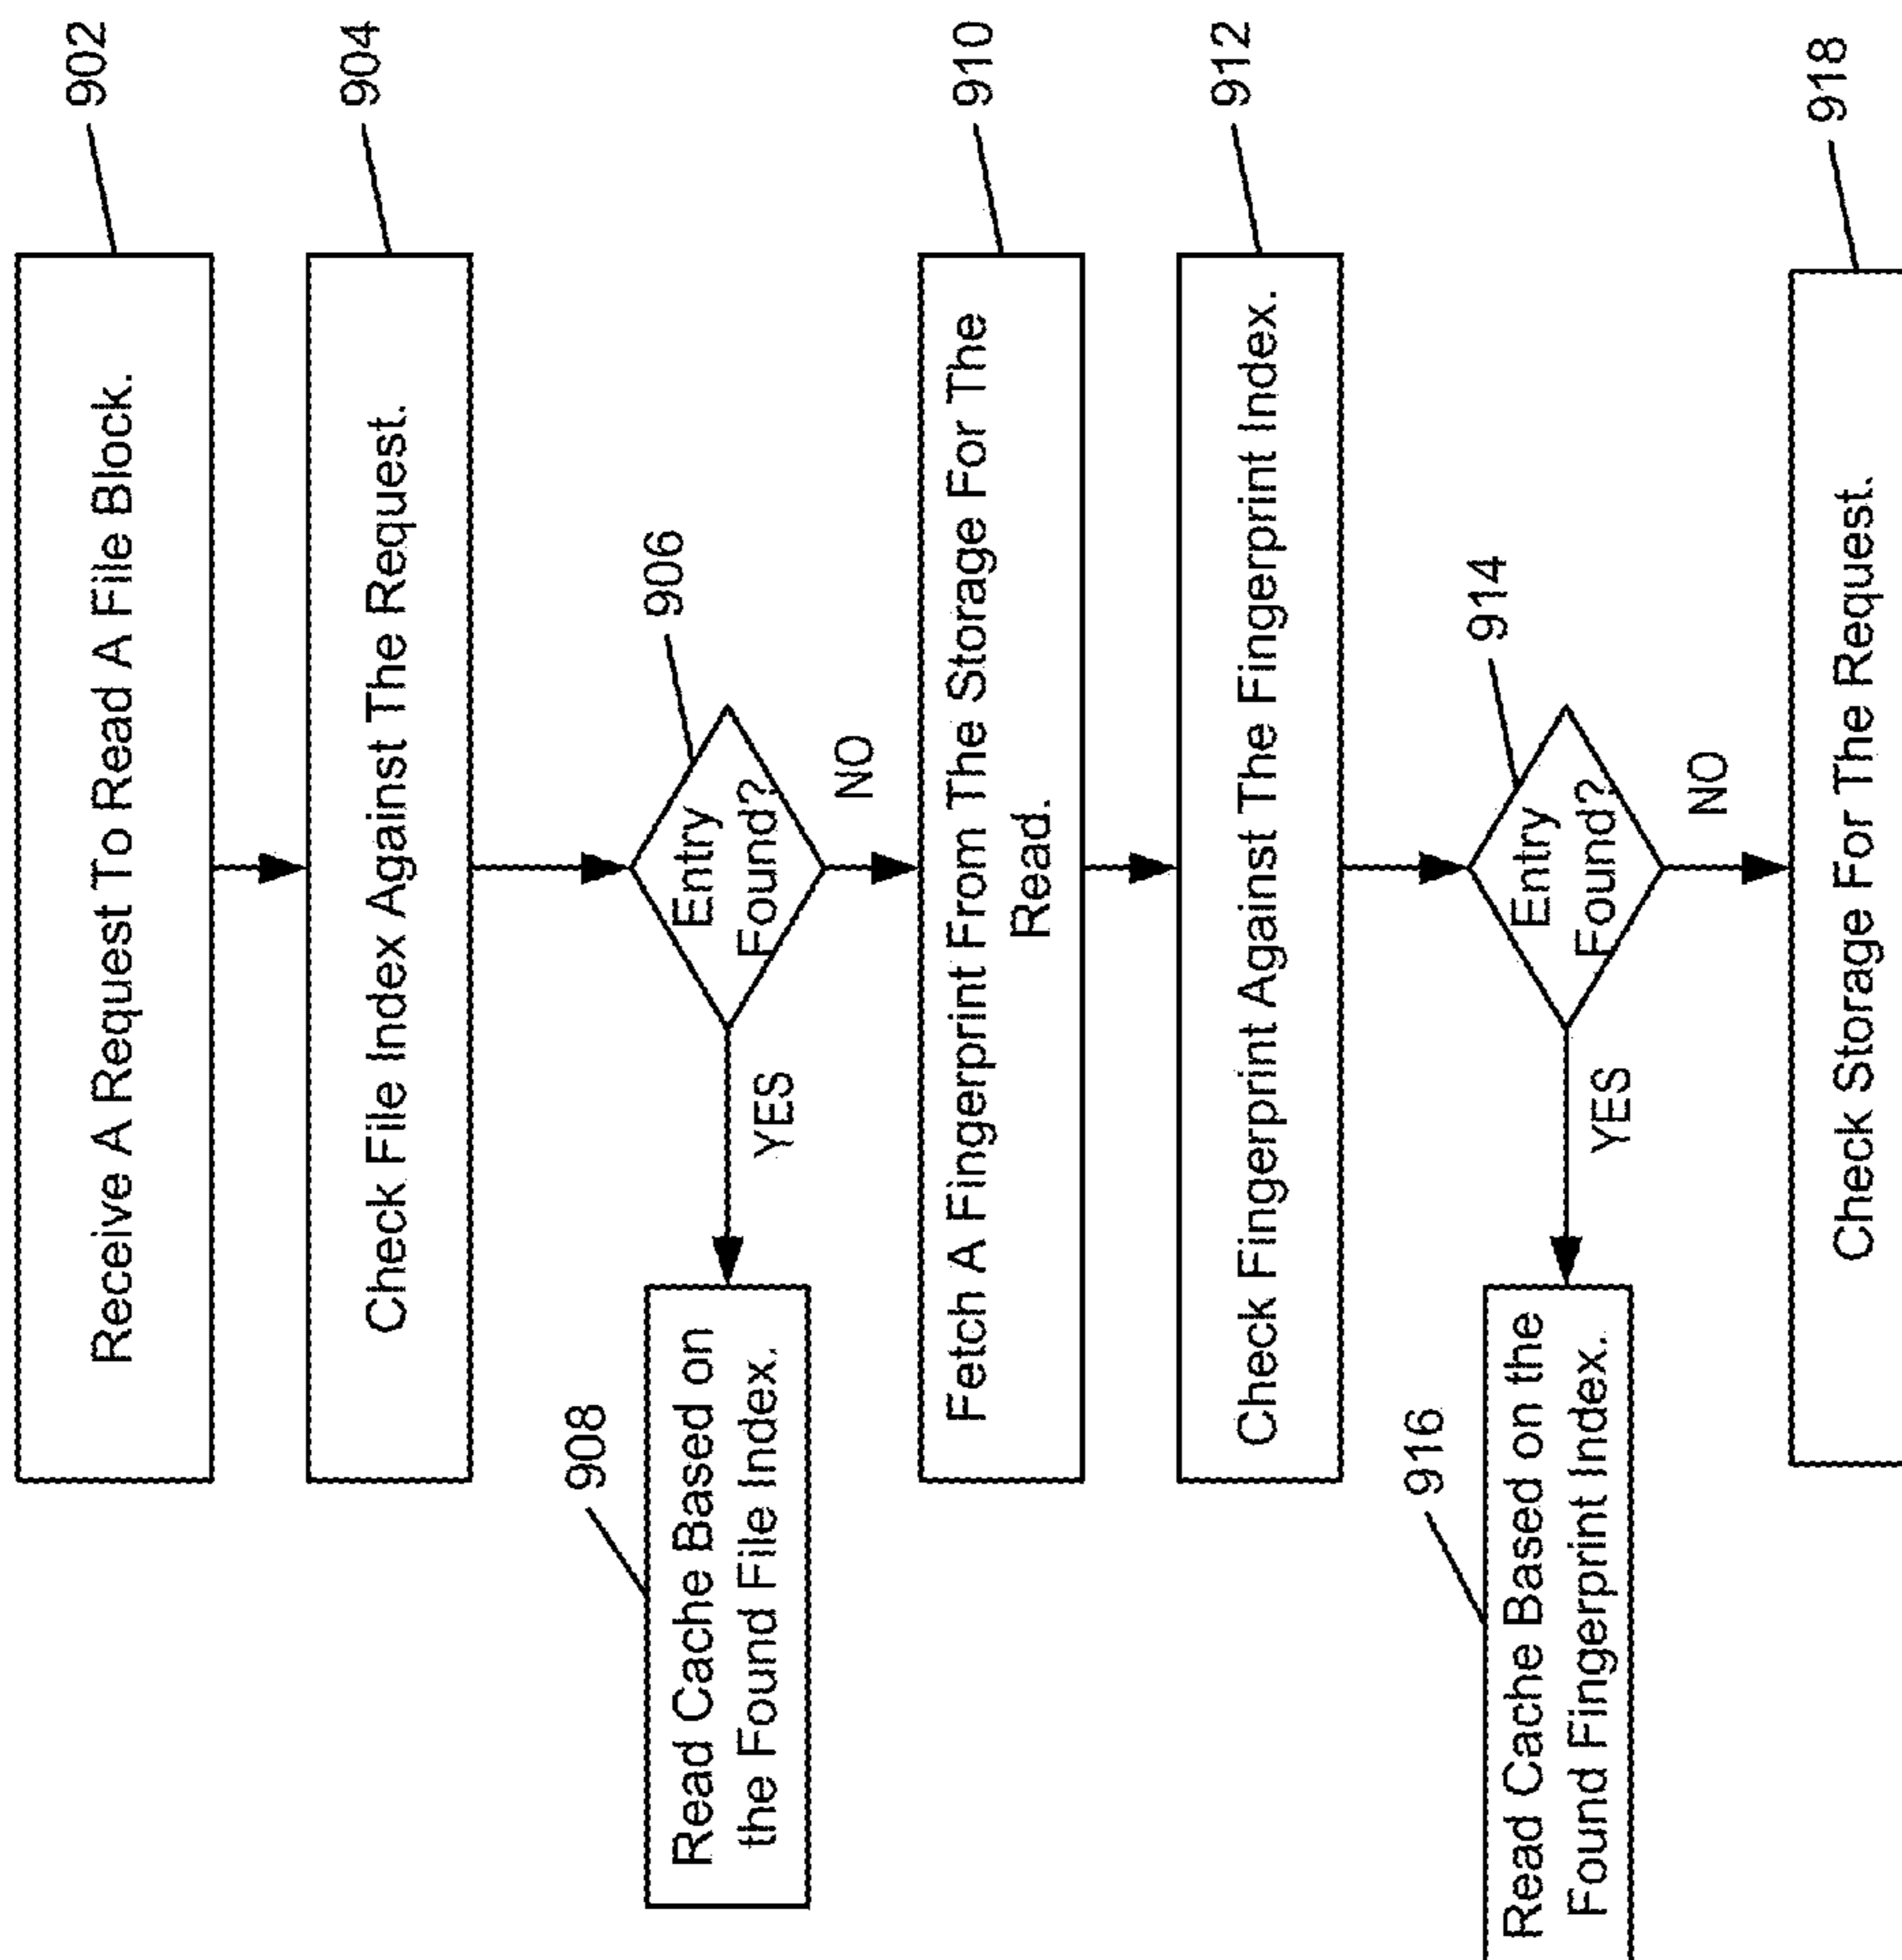 902
Receive A Request To Read A File Block.
904
Check File Index Against The Request.
906
Entry
Found?
YES
NO
908
Read Cache Based on
the Found File Index.
910
Fetch A Fingerprint From The Storage For The
Read.
912
Check Fingerprint Against The Fingerprint Index.
914
Entry
Found?
YES
NO
916
Read Cache Based on the
Found Fingerprint Index.
918
Check Storage For The Request.